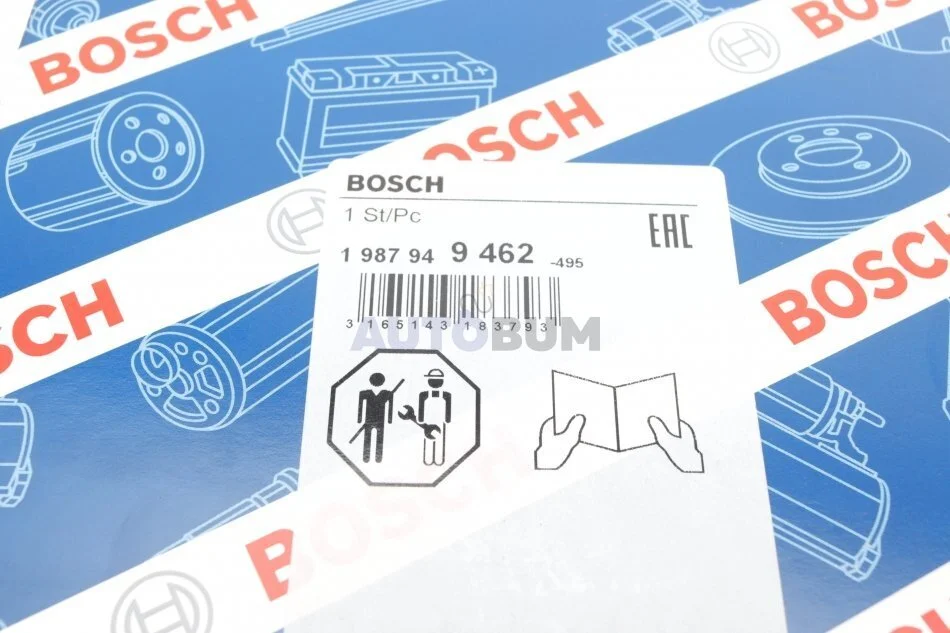 BOSCH
BOSCH
BOSCH
BOSCH
1 St/Pc
EAC
1 987 94 9 462 -495
3 165143 183793
AUTOBUM
BOSCH
BOSCH